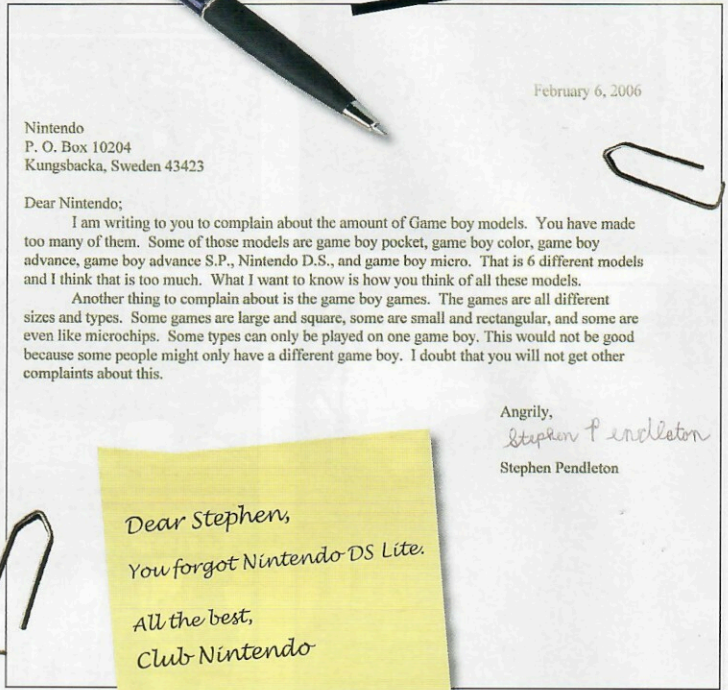 February 6, 2006
Nintendo
P. O. Box 10204
Kungsbacka, Sweden 43423
Dear Nintendo;
I am writing to you to complain about the amount of Game boy models. You have made
too many of them. Some of those models are game boy pocket, game boy color, game boy
advance, game boy advance S.P., Nintendo D.S., and game boy micro. That is 6 different models
and I think that is too much. What I want to know is how you think of all these models.
Another thing to complain about is the game boy games. The games are all different
sizes and types. Some games are large and square, some are small and rectangular, and some are
even like microchips. Some types can only be played on one game boy. This would not be good
because some people might only have a different game boy. I doubt that you will not get other
complaints about this.
Angrily,
Stephen Pendleton
Stephen Pendleton
Dear Stephen,
You forgot Nintendo DS Lite.
All the best,
Club Nintendo